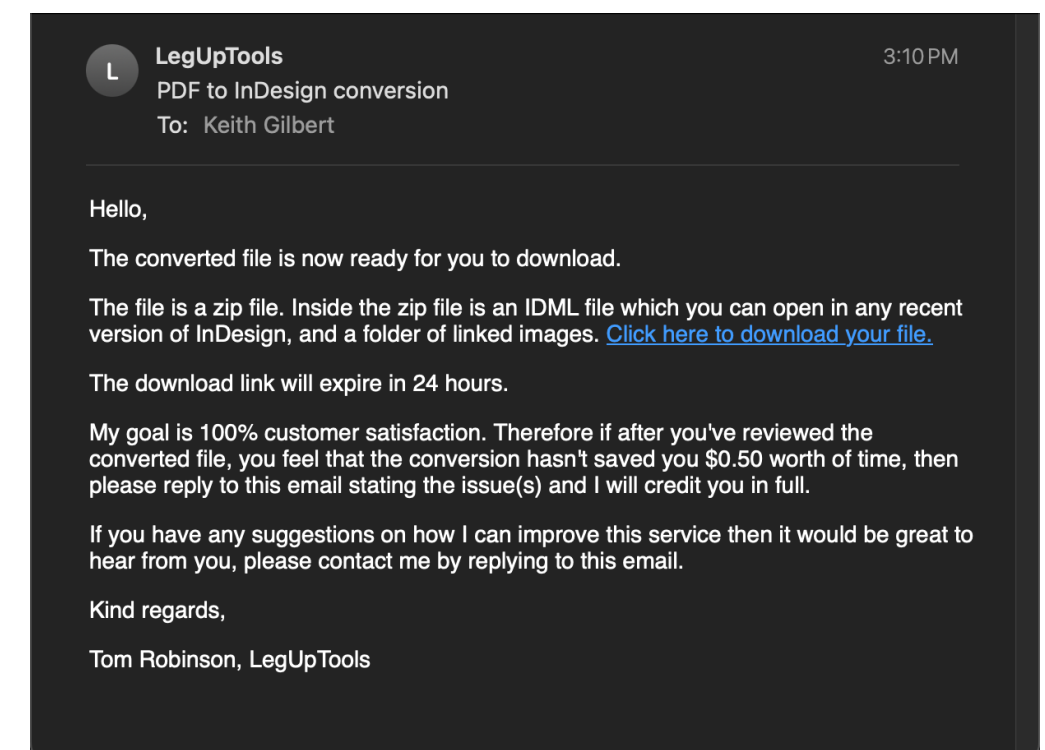 L
LegUpTools
3:10 PM
PDF to InDesign conversion
To: Keith Gilbert
Hello,
The converted file is now ready for you to download.
The file is a zip file. Inside the zip file is an IDML file which you can open in any recent
version of InDesign, and a folder of linked images. Click here to download your file.
The download link will expire in 24 hours.
My goal is 100% customer satisfaction. Therefore if after you've reviewed the
converted file, you feel that the conversion hasn't saved you $0.50 worth of time, then
please reply to this email stating the issue(s) and I will credit you in full.
If you have any suggestions on how I can improve this service then it would be great to
hear from you, please contact me by replying to this email.
Kind regards,
Tom Robinson, LegUpTools